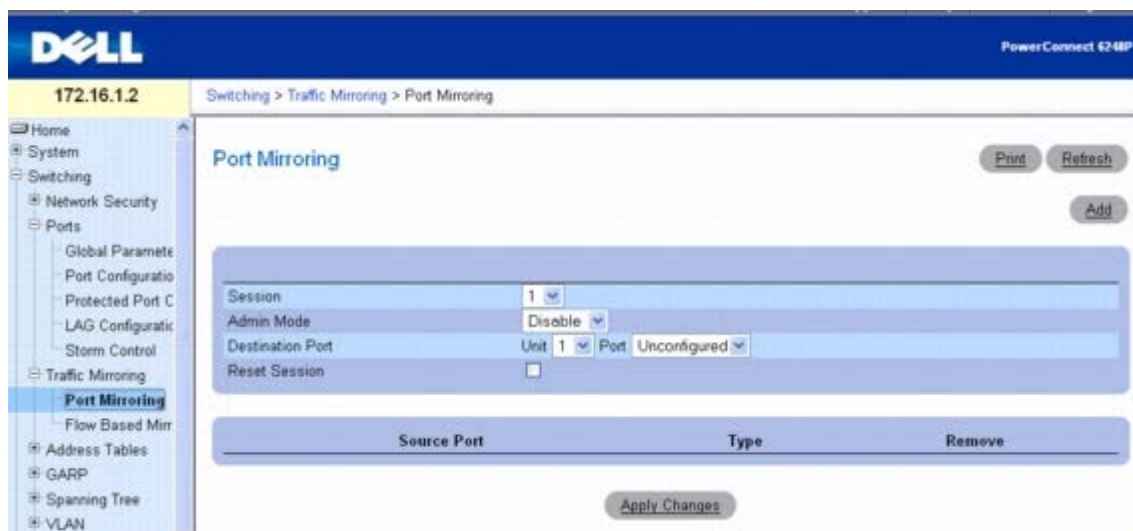 DELL
PowerConnect 6248P
172.16.1.2
Switching > Traffic Mirroring > Port Mirroring
Home
System
Switching
Network Security
Ports
Global Paramete
Port Configuratio
Protected Port C
LAG Configuratic
Storm Control
Traffic Mirroring
Port Mirroring
Flow Based Mirr
Address Tables
GARP
Spanning Tree
VLAN
Port Mirroring
Print Refresh
Add
Session 1
Admin Mode Disable
Destination Port Unit 1 Port Unconfigured
Reset Session
Source Port Type Remove
Apply Changes